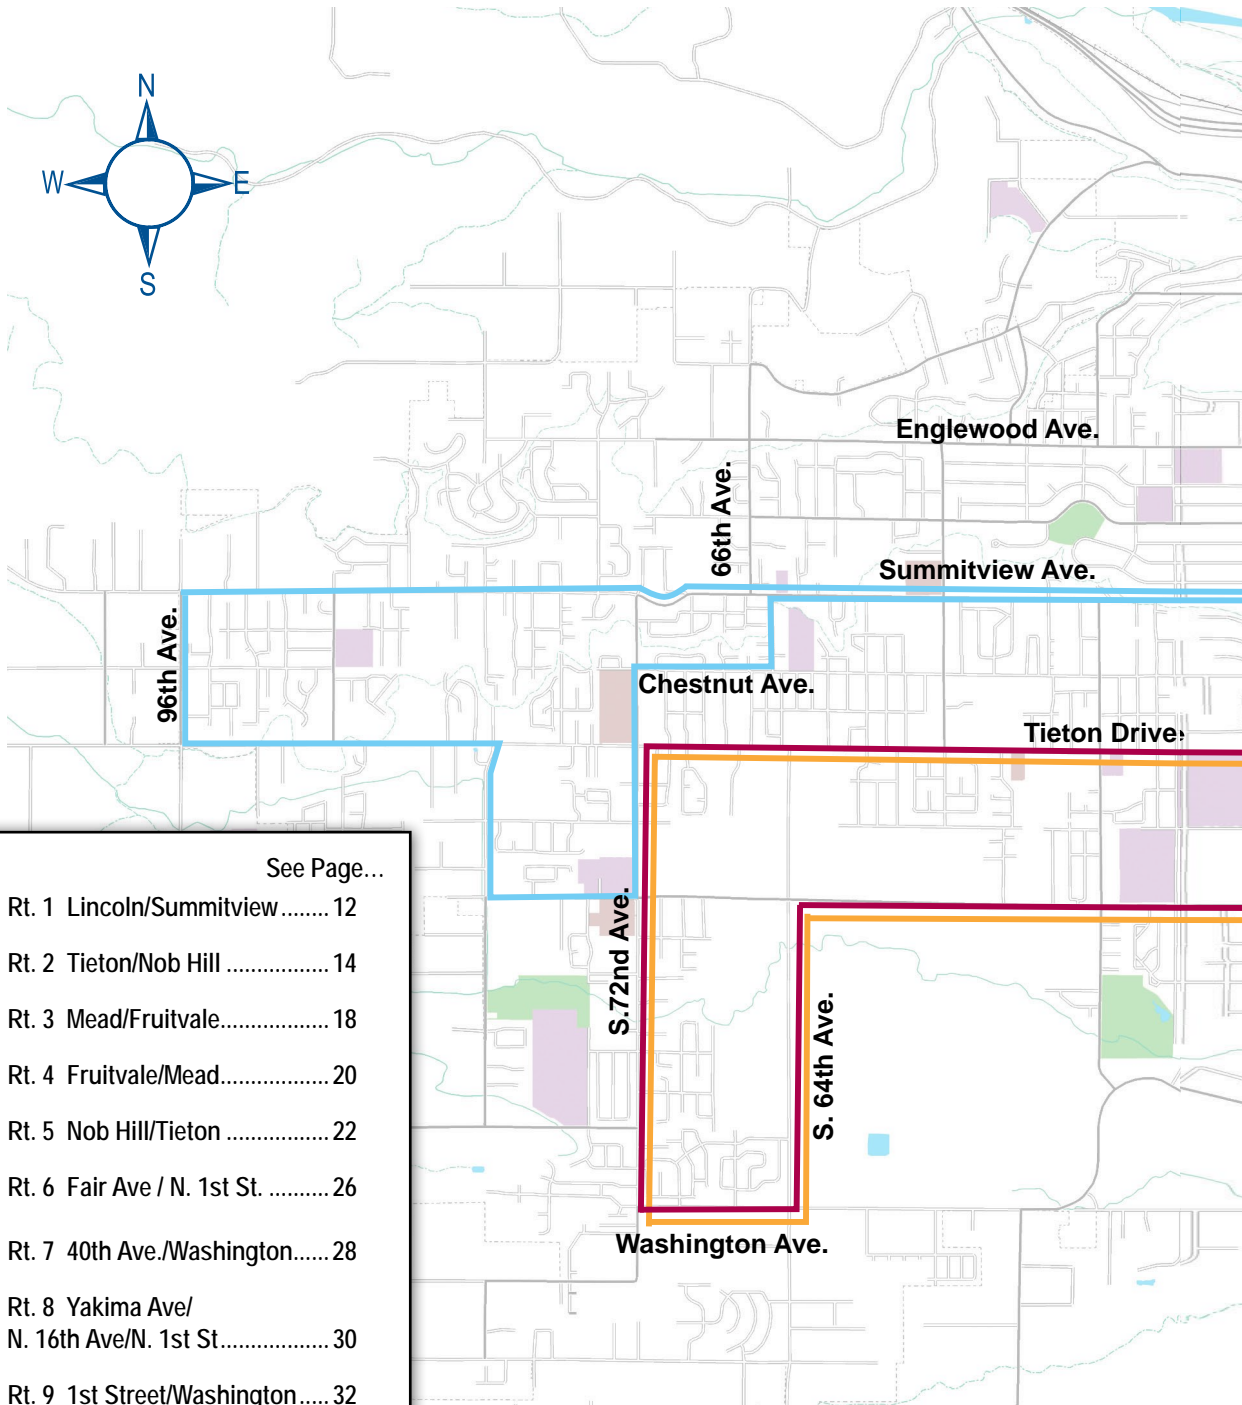 N
W
E
S
Englewood Ave.
66th Ave.
Summitview Ave.
96th Ave.
Chestnut Ave.
Tieton Drive
S.72nd Ave.
S. 64th Ave.
Washington Ave.
See Page...
Rt. 1 Lincoln/Summitview........ 12
Rt. 2 Tieton/Nob Hill ................. 14
Rt. 3 Mead/Fruitvale.................. 18
Rt. 4 Fruitvale/Mead.................. 20
Rt. 5 Nob Hill/Tieton ................. 22
Rt. 6 Fair Ave / N. 1st St. .......... 26
Rt. 7 40th Ave./Washington...... 28
Rt. 8 Yakima Ave/
N. 16th Ave/N. 1st St.................. 30
Rt. 9 1st Street/Washington..... 32